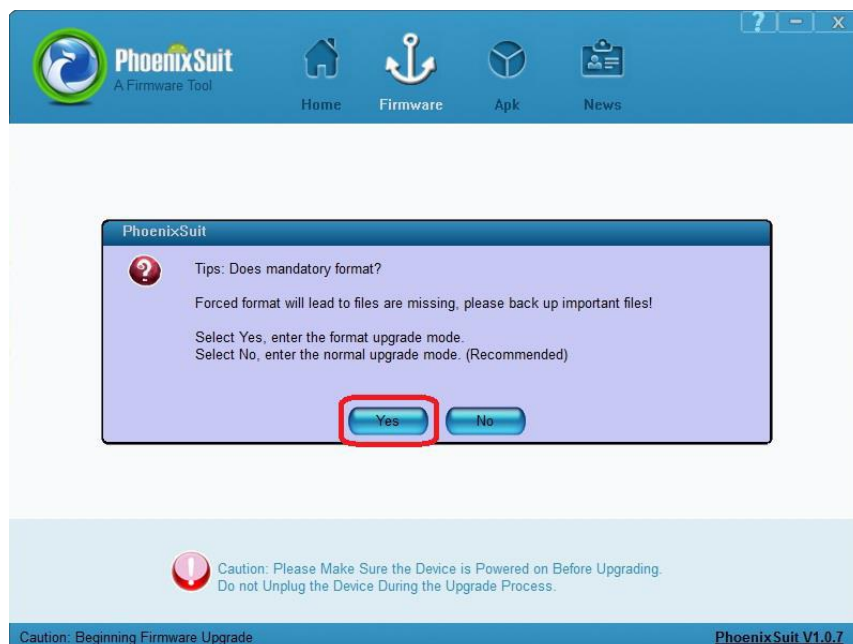 ? – X
PhoenixSuit
A Firmware Tool
Home Firmware Apk News
PhoenixSuit
Tips: Does mandatory format?
Forced format will lead to files are missing, please back up important files!
Select Yes, enter the format upgrade mode.
Select No, enter the normal upgrade mode. (Recommended)
Yes No
Caution: Please Make Sure the Device is Powered on Before Upgrading.
Do not Unplug the Device During the Upgrade Process.
Caution: Beginning Firmware Upgrade PhoenixSuit V1.0.7